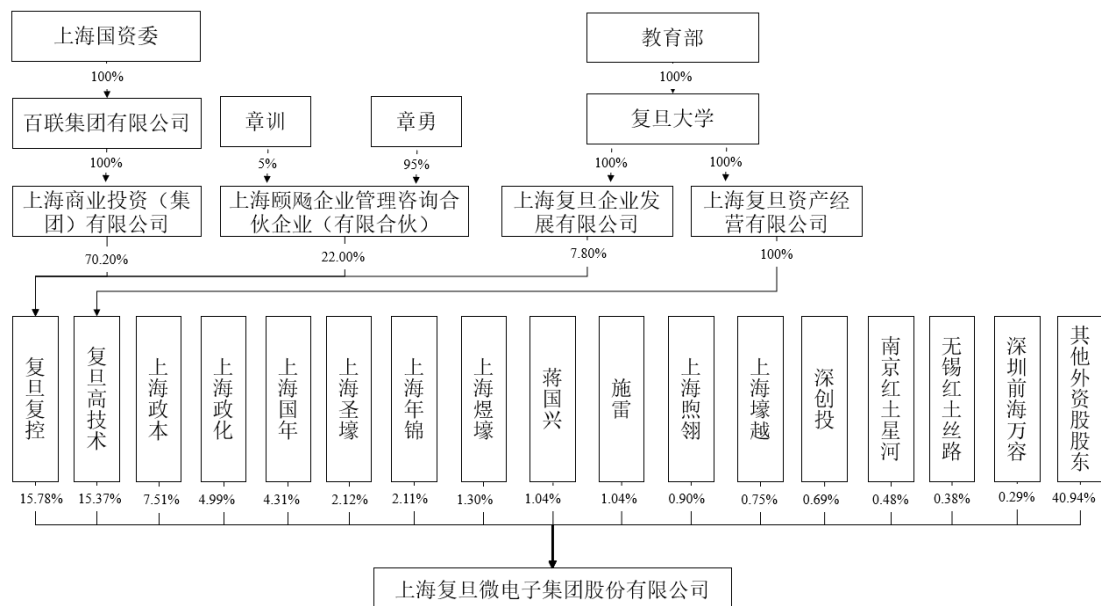 上海国资委
教育部
100%
100%
百联集团有限公司
章训
章勇
复旦大学
100%
5%
95%
100%
100%
上海商业投资（集
团）有限公司
上海颐飏企业管理咨询合
伙企业（有限合伙）
上海复旦企业发
展有限公司
上海复旦资产经
营有限公司
70.20%
22.00%
7.80%
100%
复旦复控
复旦高技术
上海政本
上海政化
上海国年
上海圣壕
上海年锦
上海煜壕
蒋国兴
施雷
上海煦翎
上海壕越
深创投
南京红土星河
无锡红土丝路
深圳前海万容
其他外资股股东
15.78%
15.37%
7.51%
4.99%
4.31%
2.12%
2.11%
1.30%
1.04%
1.04%
0.90%
0.75%
0.69%
0.48%
0.38%
0.29%
40.94%
上海复旦微电子集团股份有限公司